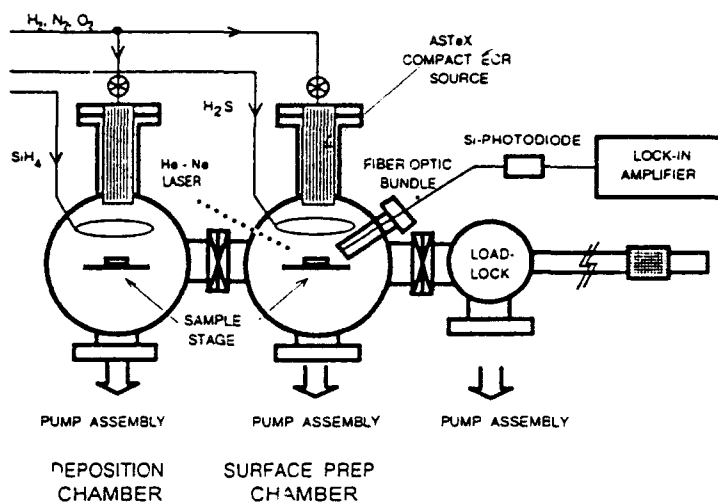 H2, N2, O2
ASTeX
COMPACT ECR
SOURCE
H2S
Si-PHOTODIODE
SiH4
He - Ne
LASER
FIBER OPTIC
BUNDLE
LOCK-IN
AMPLIFIER
LOAD-
LOCK
SAMPLE
STAGE
PUMP ASSEMBLY
PUMP ASSEMBLY
PUMP ASSEMBLY
DEPOSITION
CHAMBER
SURFACE PREP
CHAMBER